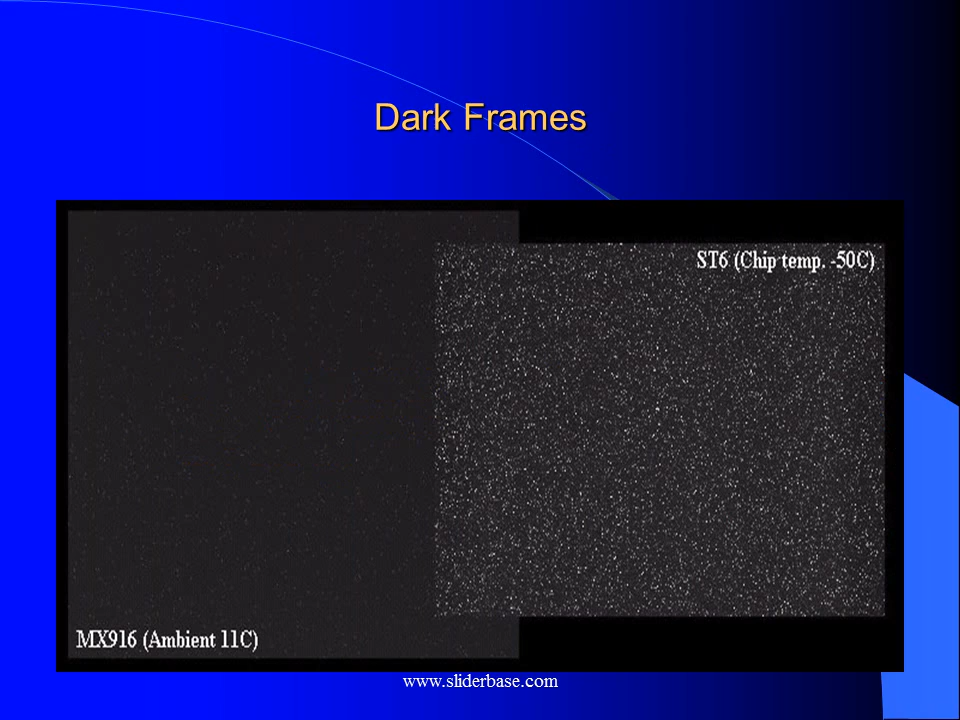 Dark Frames
ST6 (Chip temp. -50C)
MX916 (Ambient 11C)
www.sliderbase.com